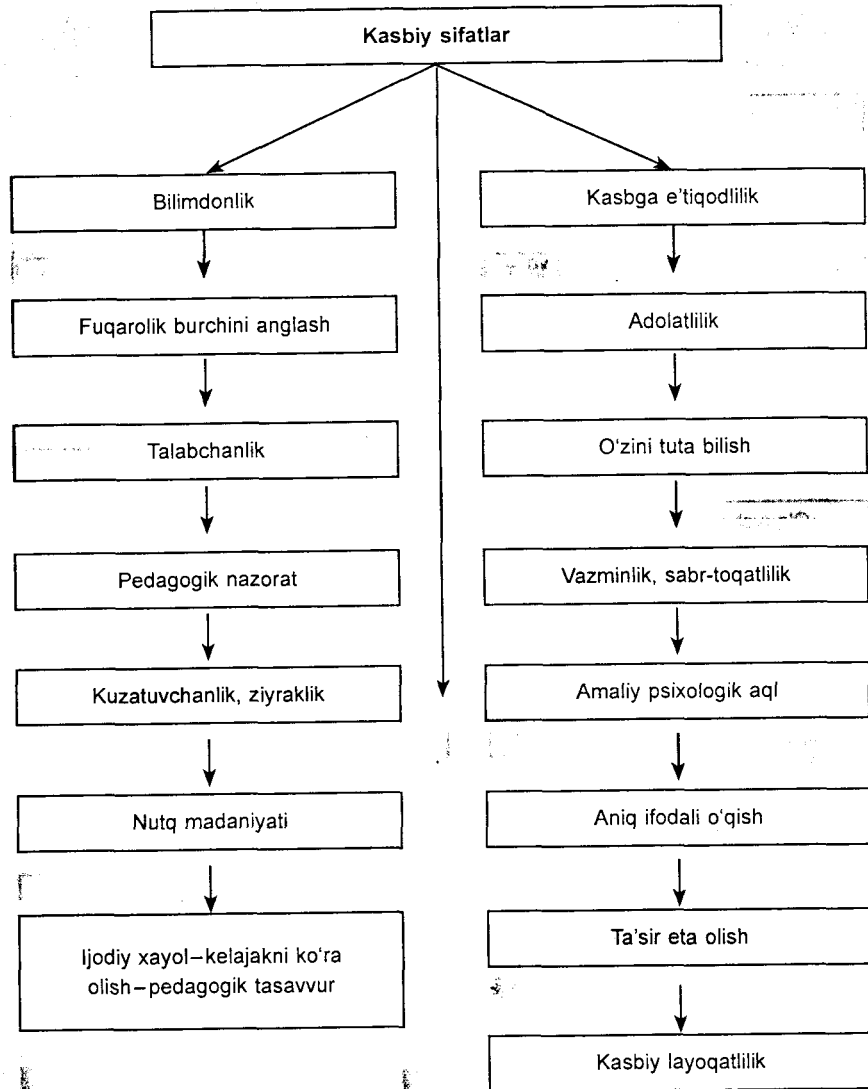 Kasbiy sifatlar
Bilimdonlik
Kasbga e'tiqodlilik
Fuqarolik burchini anglash
Adolatlilik
Talabchanlik
O‘zini tuta bilish
Pedagogik nazorat
Vazminlik, sabr-toqatlilik
Kuzatuvchanlik, ziyraklik
Amaliy psixologik aql
Nutq madaniyati
Aniq ifodali o‘qish
Ijodiy xayol–kelajakni ko‘ra
olish–pedagogik tasavvur
Ta'sir eta olish
Kasbiy layoqatlilik